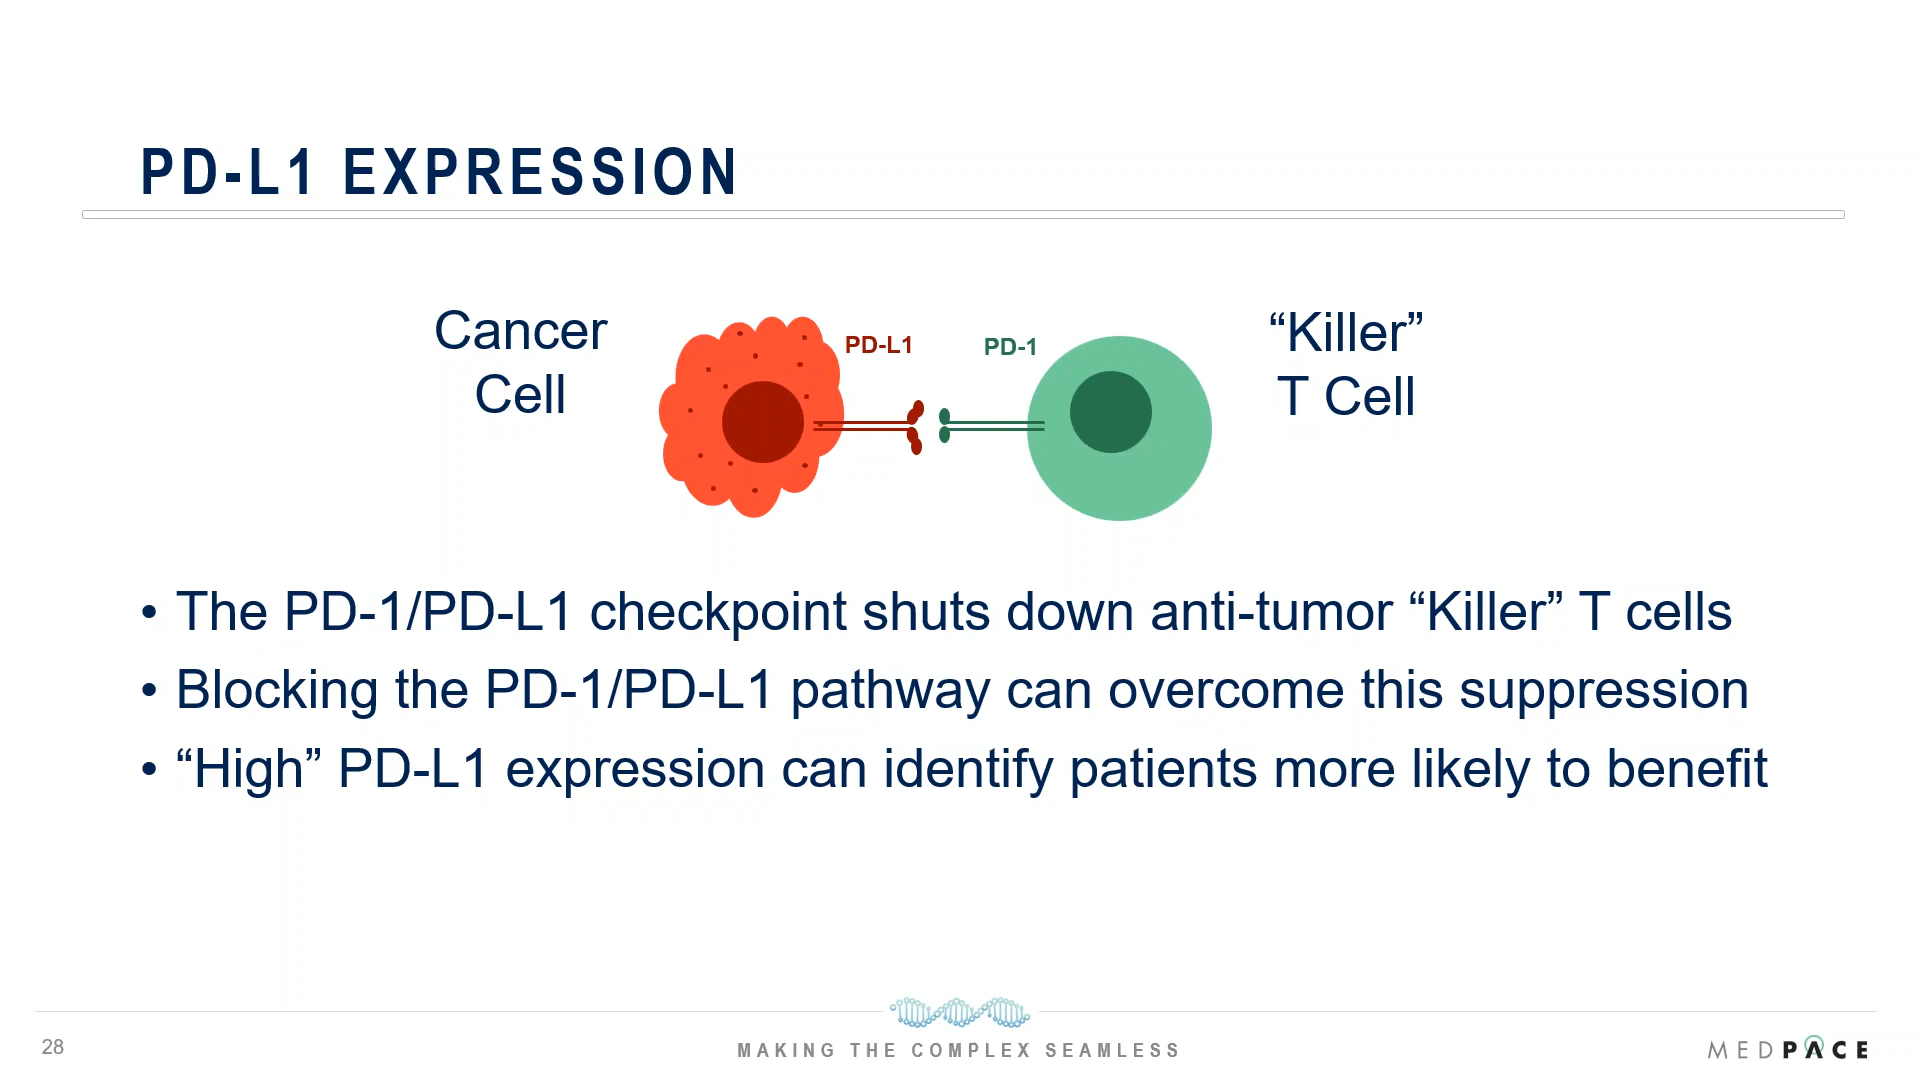 PD-L1 EXPRESSION
Cancer
Cell
PD-L1
PD-1
“Killer”
T Cell
• The PD-1/PD-L1 checkpoint shuts down anti-tumor “Killer” T cells
• Blocking the PD-1/PD-L1 pathway can overcome this suppression
• “High” PD-L1 expression can identify patients more likely to benefit
28
MAKING THE COMPLEX SEAMLESS
MEDPACE